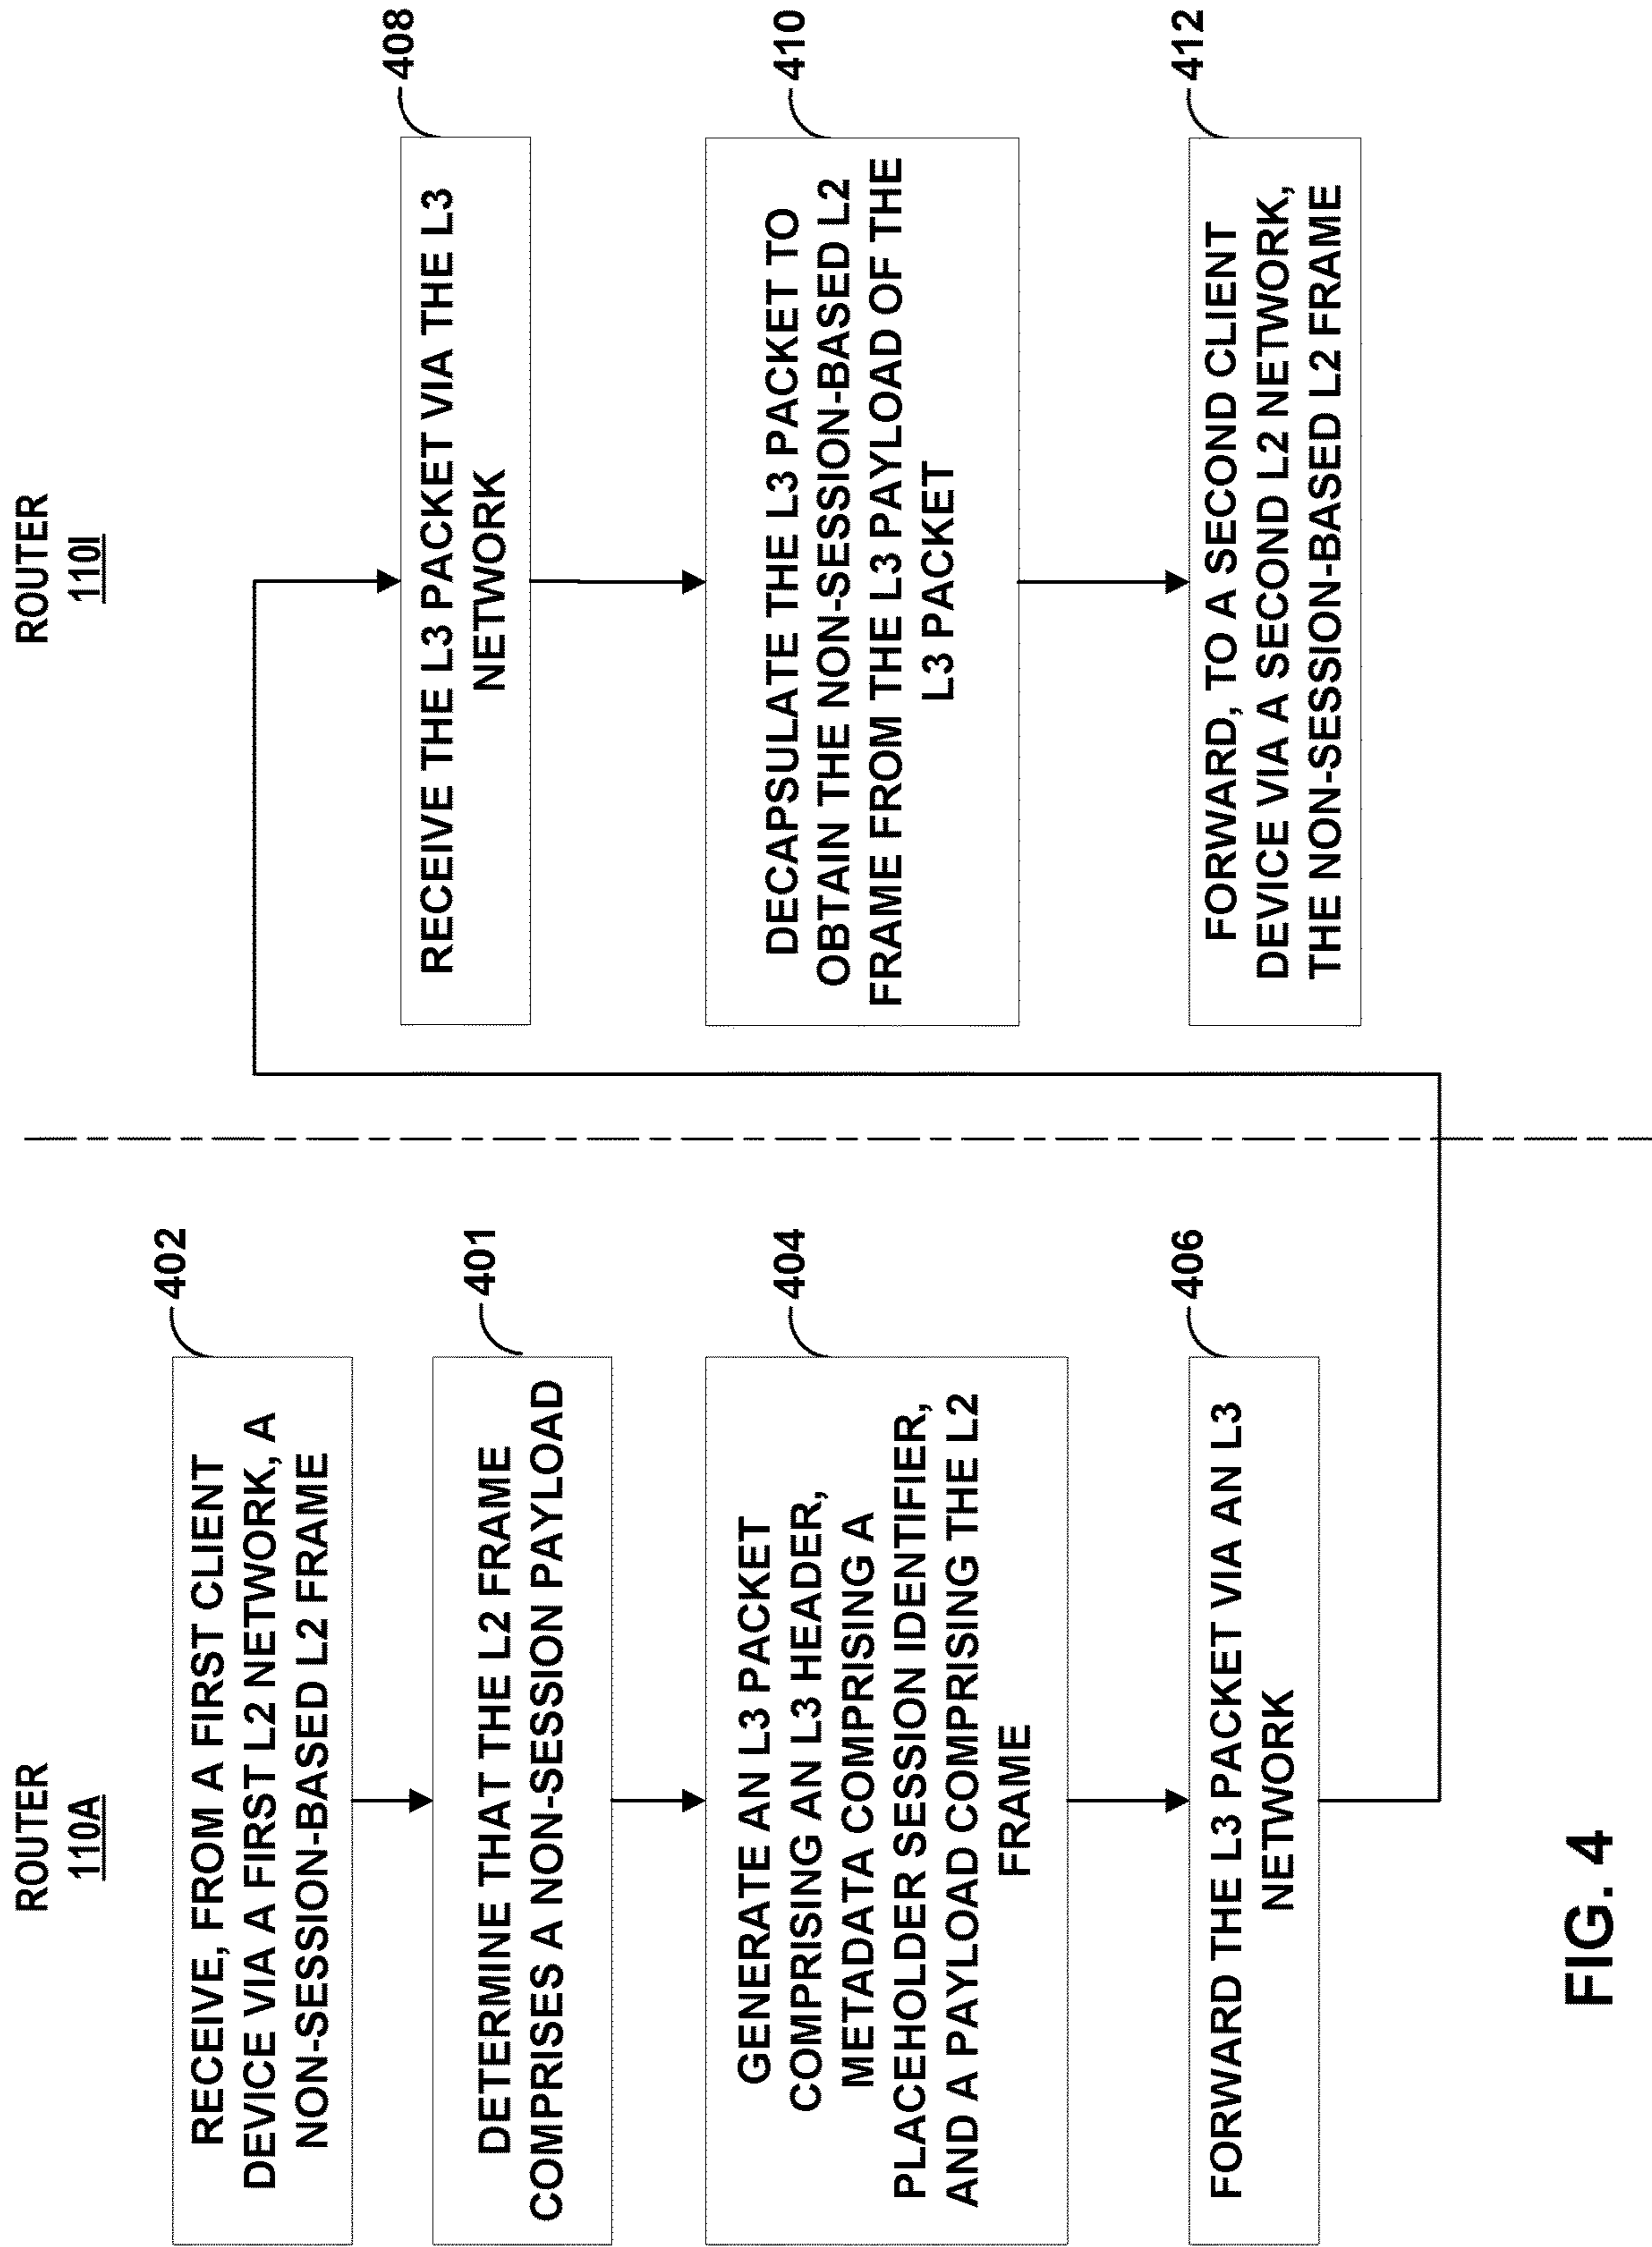 ROUTER
110A
RECEIVE, FROM A FIRST CLIENT
DEVICE VIA A FIRST L2 NETWORK, A
NON-SESSION-BASED L2 FRAME
402
DETERMINE THAT THE L2 FRAME
COMPRISES A NON-SESSION PAYLOAD
401
GENERATE AN L3 PACKET
COMPRISING AN L3 HEADER,
METADATA COMPRISING A
PLACEHOLDER SESSION IDENTIFIER,
AND A PAYLOAD COMPRISING THE L2
FRAME
404
FORWARD THE L3 PACKET VIA AN L3
NETWORK
406
ROUTER
110I
RECEIVE THE L3 PACKET VIA THE L3
NETWORK
408
DECAPSULATE THE L3 PACKET TO
OBTAIN THE NON-SESSION-BASED L2
FRAME FROM THE L3 PAYLOAD OF THE
L3 PACKET
410
FORWARD, TO A SECOND CLIENT
DEVICE VIA A SECOND L2 NETWORK,
THE NON-SESSION-BASED L2 FRAME
412
FIG. 4